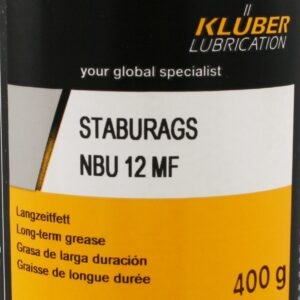 KLÜBER
LUBRICATION
your global specialist
STABURAGS
NBU 12 MF
Langzeitfett
Long-term grease
Grasa de larga duración
Graisse de longue durée
400 g